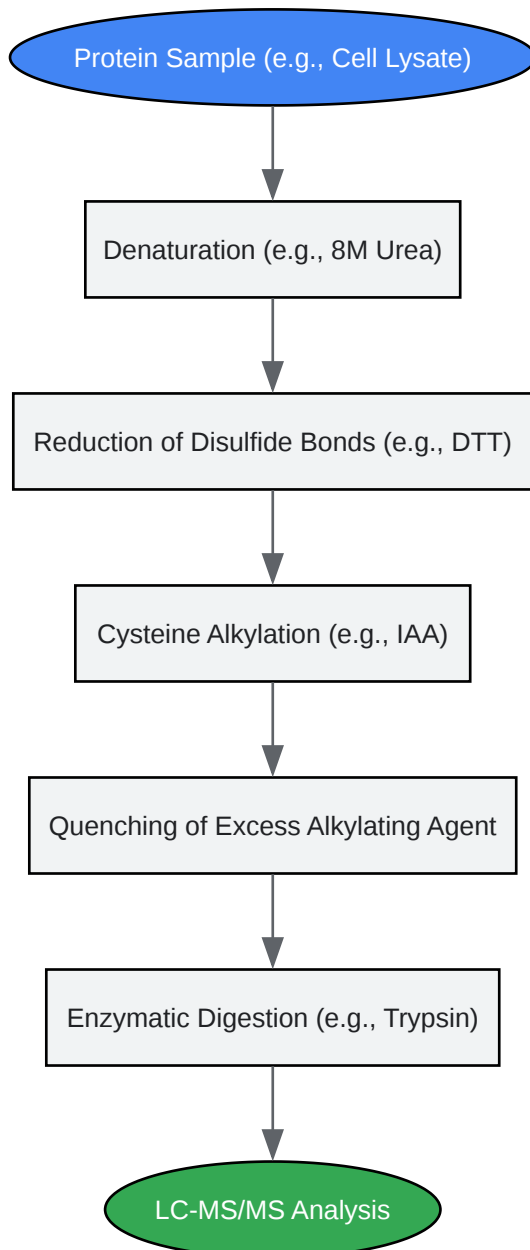 Protein Sample (e.g., Cell Lysate)
Denaturation (e.g., 8M Urea)
Reduction of Disulfide Bonds (e.g., DTT)
Cysteine Alkylation (e.g., IAA)
Quenching of Excess Alkylating Agent
Enzymatic Digestion (e.g., Trypsin)
LC-MS/MS Analysis